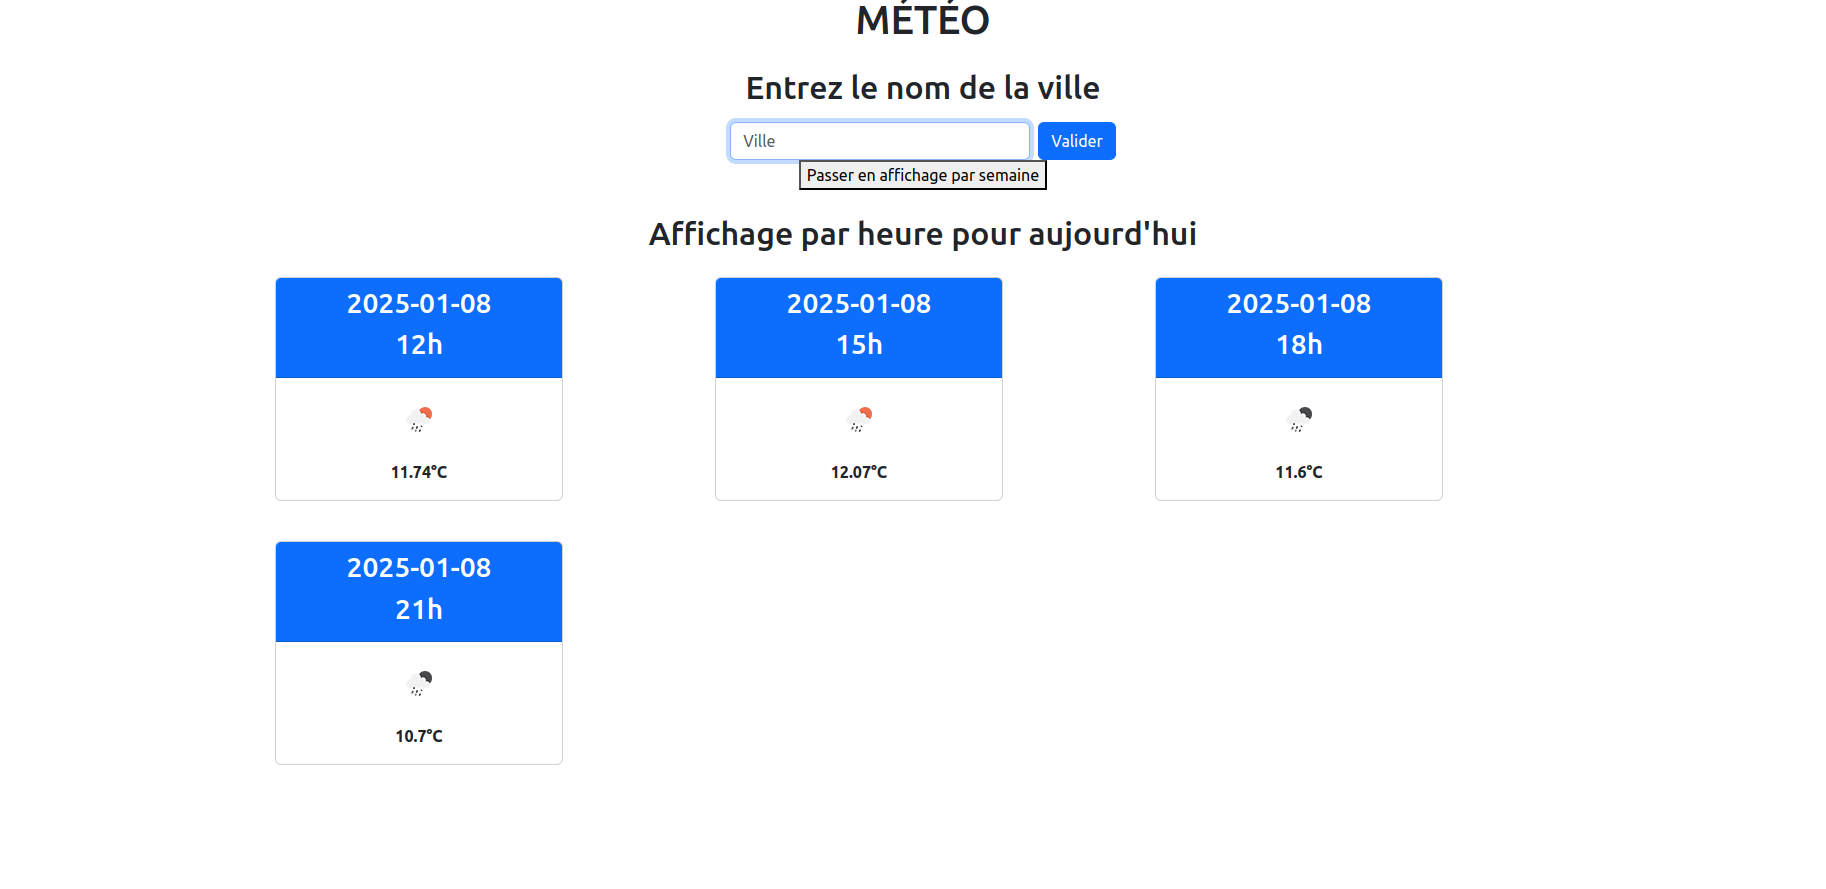 MÉTÉO
Entrez le nom de la ville
Ville
Valider
Passer en affichage par semaine
Affichage par heure pour aujourd'hui
2025-01-08
12h
11.74°C
2025-01-08
15h
12.07°C
2025-01-08
18h
11.6°C
2025-01-08
21h
10.7°C